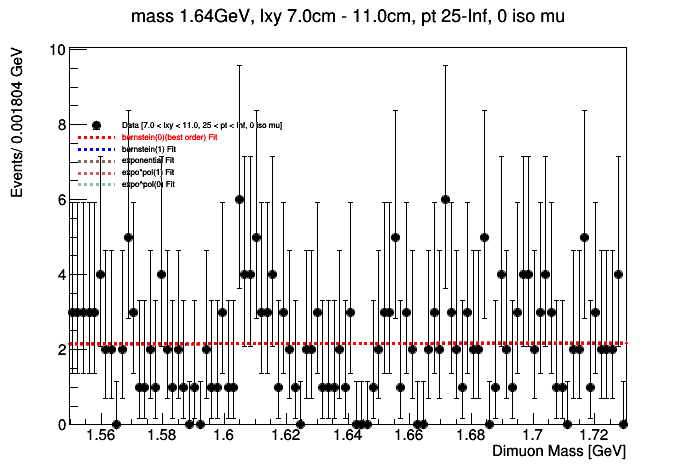 mass 1.64GeV, lxy 7.0cm - 11.0cm, pt 25-Inf, 0 iso mu
Events/ 0.001804 GeV
10
8
6
4
2
0
Data [7.0 < lxy < 11.0, 25 < pt < Inf, 0 iso mu]
bernstein(0)(best order) Fit
bernstein(1) Fit
exponential Fit
expo*pol(1) Fit
expo*pol(0) Fit
1.56 1.58 1.6 1.62 1.64 1.66 1.68 1.7 1.72
Dimuon Mass [GeV]